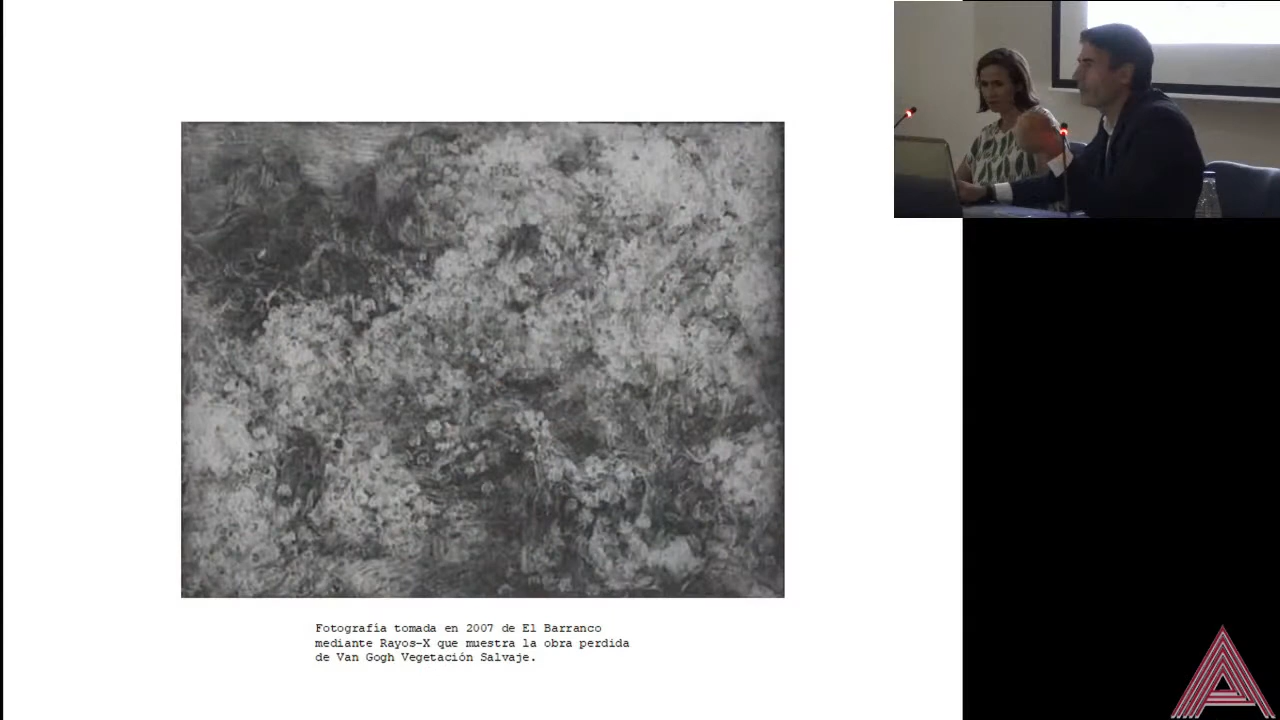 Fotografía tomada en 2007 de El Barranco
mediante Rayos-X que muestra la obra perdida
de Van Gogh Vegetación Salvaje.